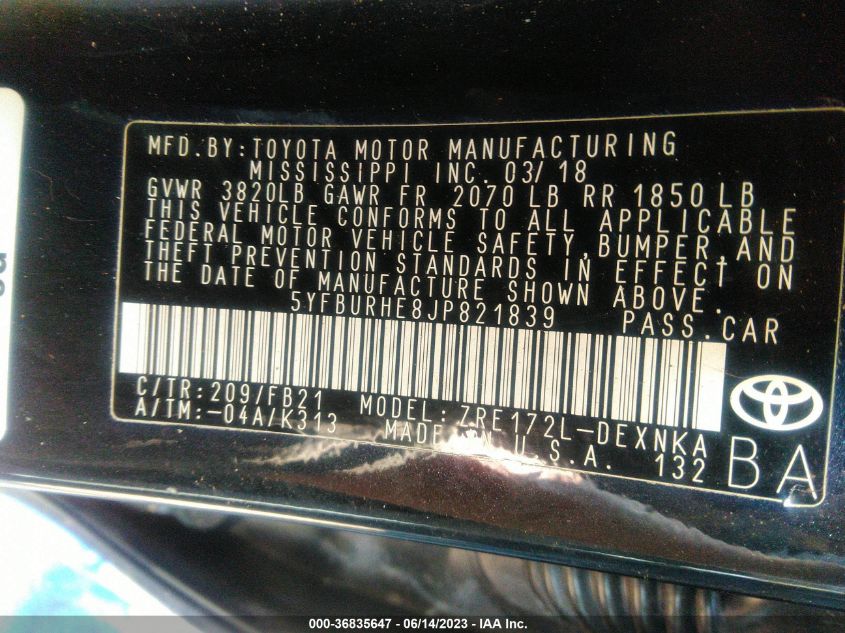 MFD.BY:TOYOTA MOTOR MANUFACTURING
MISSISSIPPI INC. 03/18
GVWR 3820LB GAWR FR 2070 LB RR 1850 LB
THIS VEHICLE CONFORMS TO ALL APPLICABLE
FEDERAL MOTOR VEHICLE SAFETY,BUMPER,AND
THEFT PREVENTION STANDARDS IN EFFECT ON
THE DATE OF MANUFACTURE SHOWN ABOVE.
5YFBURHE8JP821839 PASS.CAR
C/TR:209/FB21 MODEL:ZRE172L-DEXNKA
A/TM:-04A/K313 MADE IN U.S.A. 132 BA
000-36835647 - 06/14/2023 - IAA Inc.